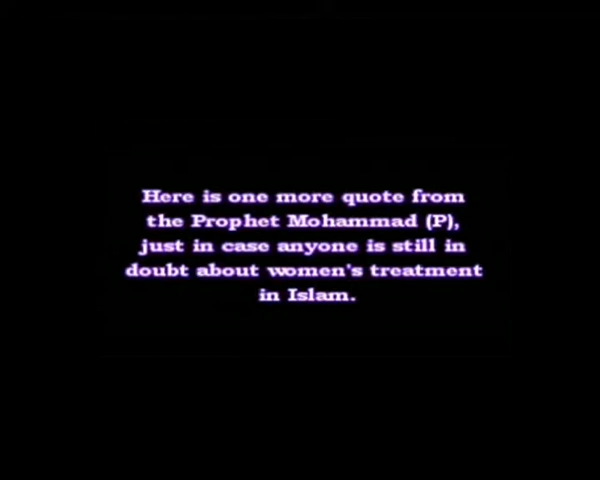 Here is one more quote from
the Prophet Mohammad (P),
just in case anyone is still in
doubt about women's treatment
in Islam.